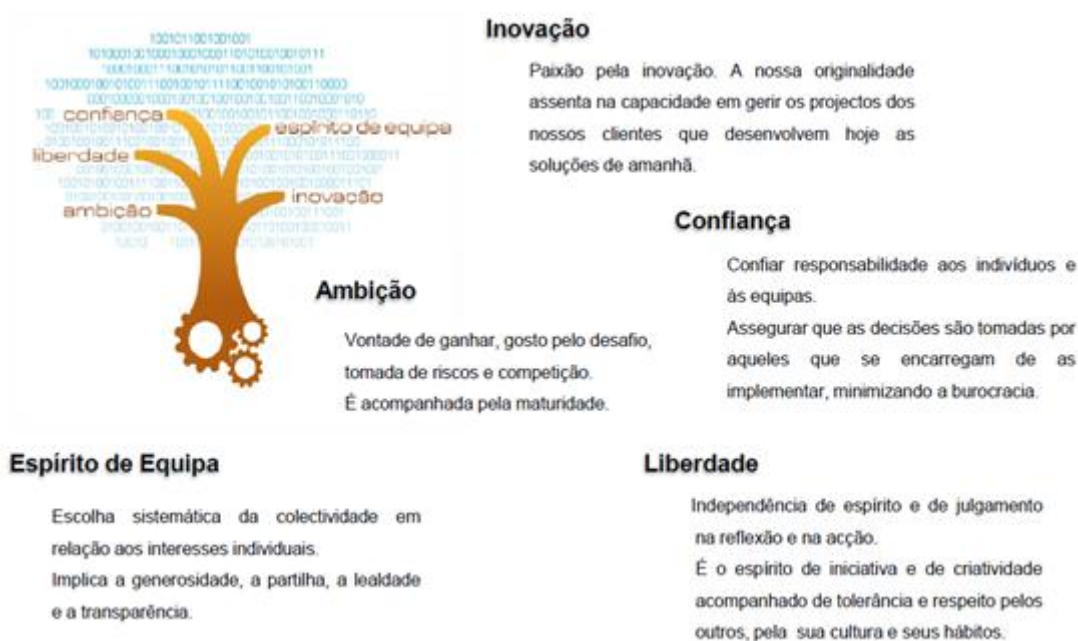 1001011001001001
confiança
espírito de equipa
liberdade
inovação
ambição
Inovação
Paixão pela inovação. A nossa originalidade
assenta na capacidade em gerir os projectos dos
nossos clientes que desenvolvem hoje as
soluções de amanhã.
Confiança
Confiar responsabilidade aos indivíduos e
às equipas.
Assegurar que as decisões são tomadas por
aqueles que se encarregam de as
implementar, minimizando a burocracia.
Ambição
Vontade de ganhar, gosto pelo desafio,
tomada de riscos e competição.
É acompanhada pela maturidade.
Espírito de Equipa
Escolha sistemática da colectividade em
relação aos interesses individuais.
Implica a generosidade, a partilha, a lealdade
e a transparência.
Liberdade
Independência de espírito e de julgamento
na reflexão e na acção.
É o espírito de iniciativa e de criatividade
acompanhado de tolerância e respeito pelos
outros, pela sua cultura e seus hábitos.